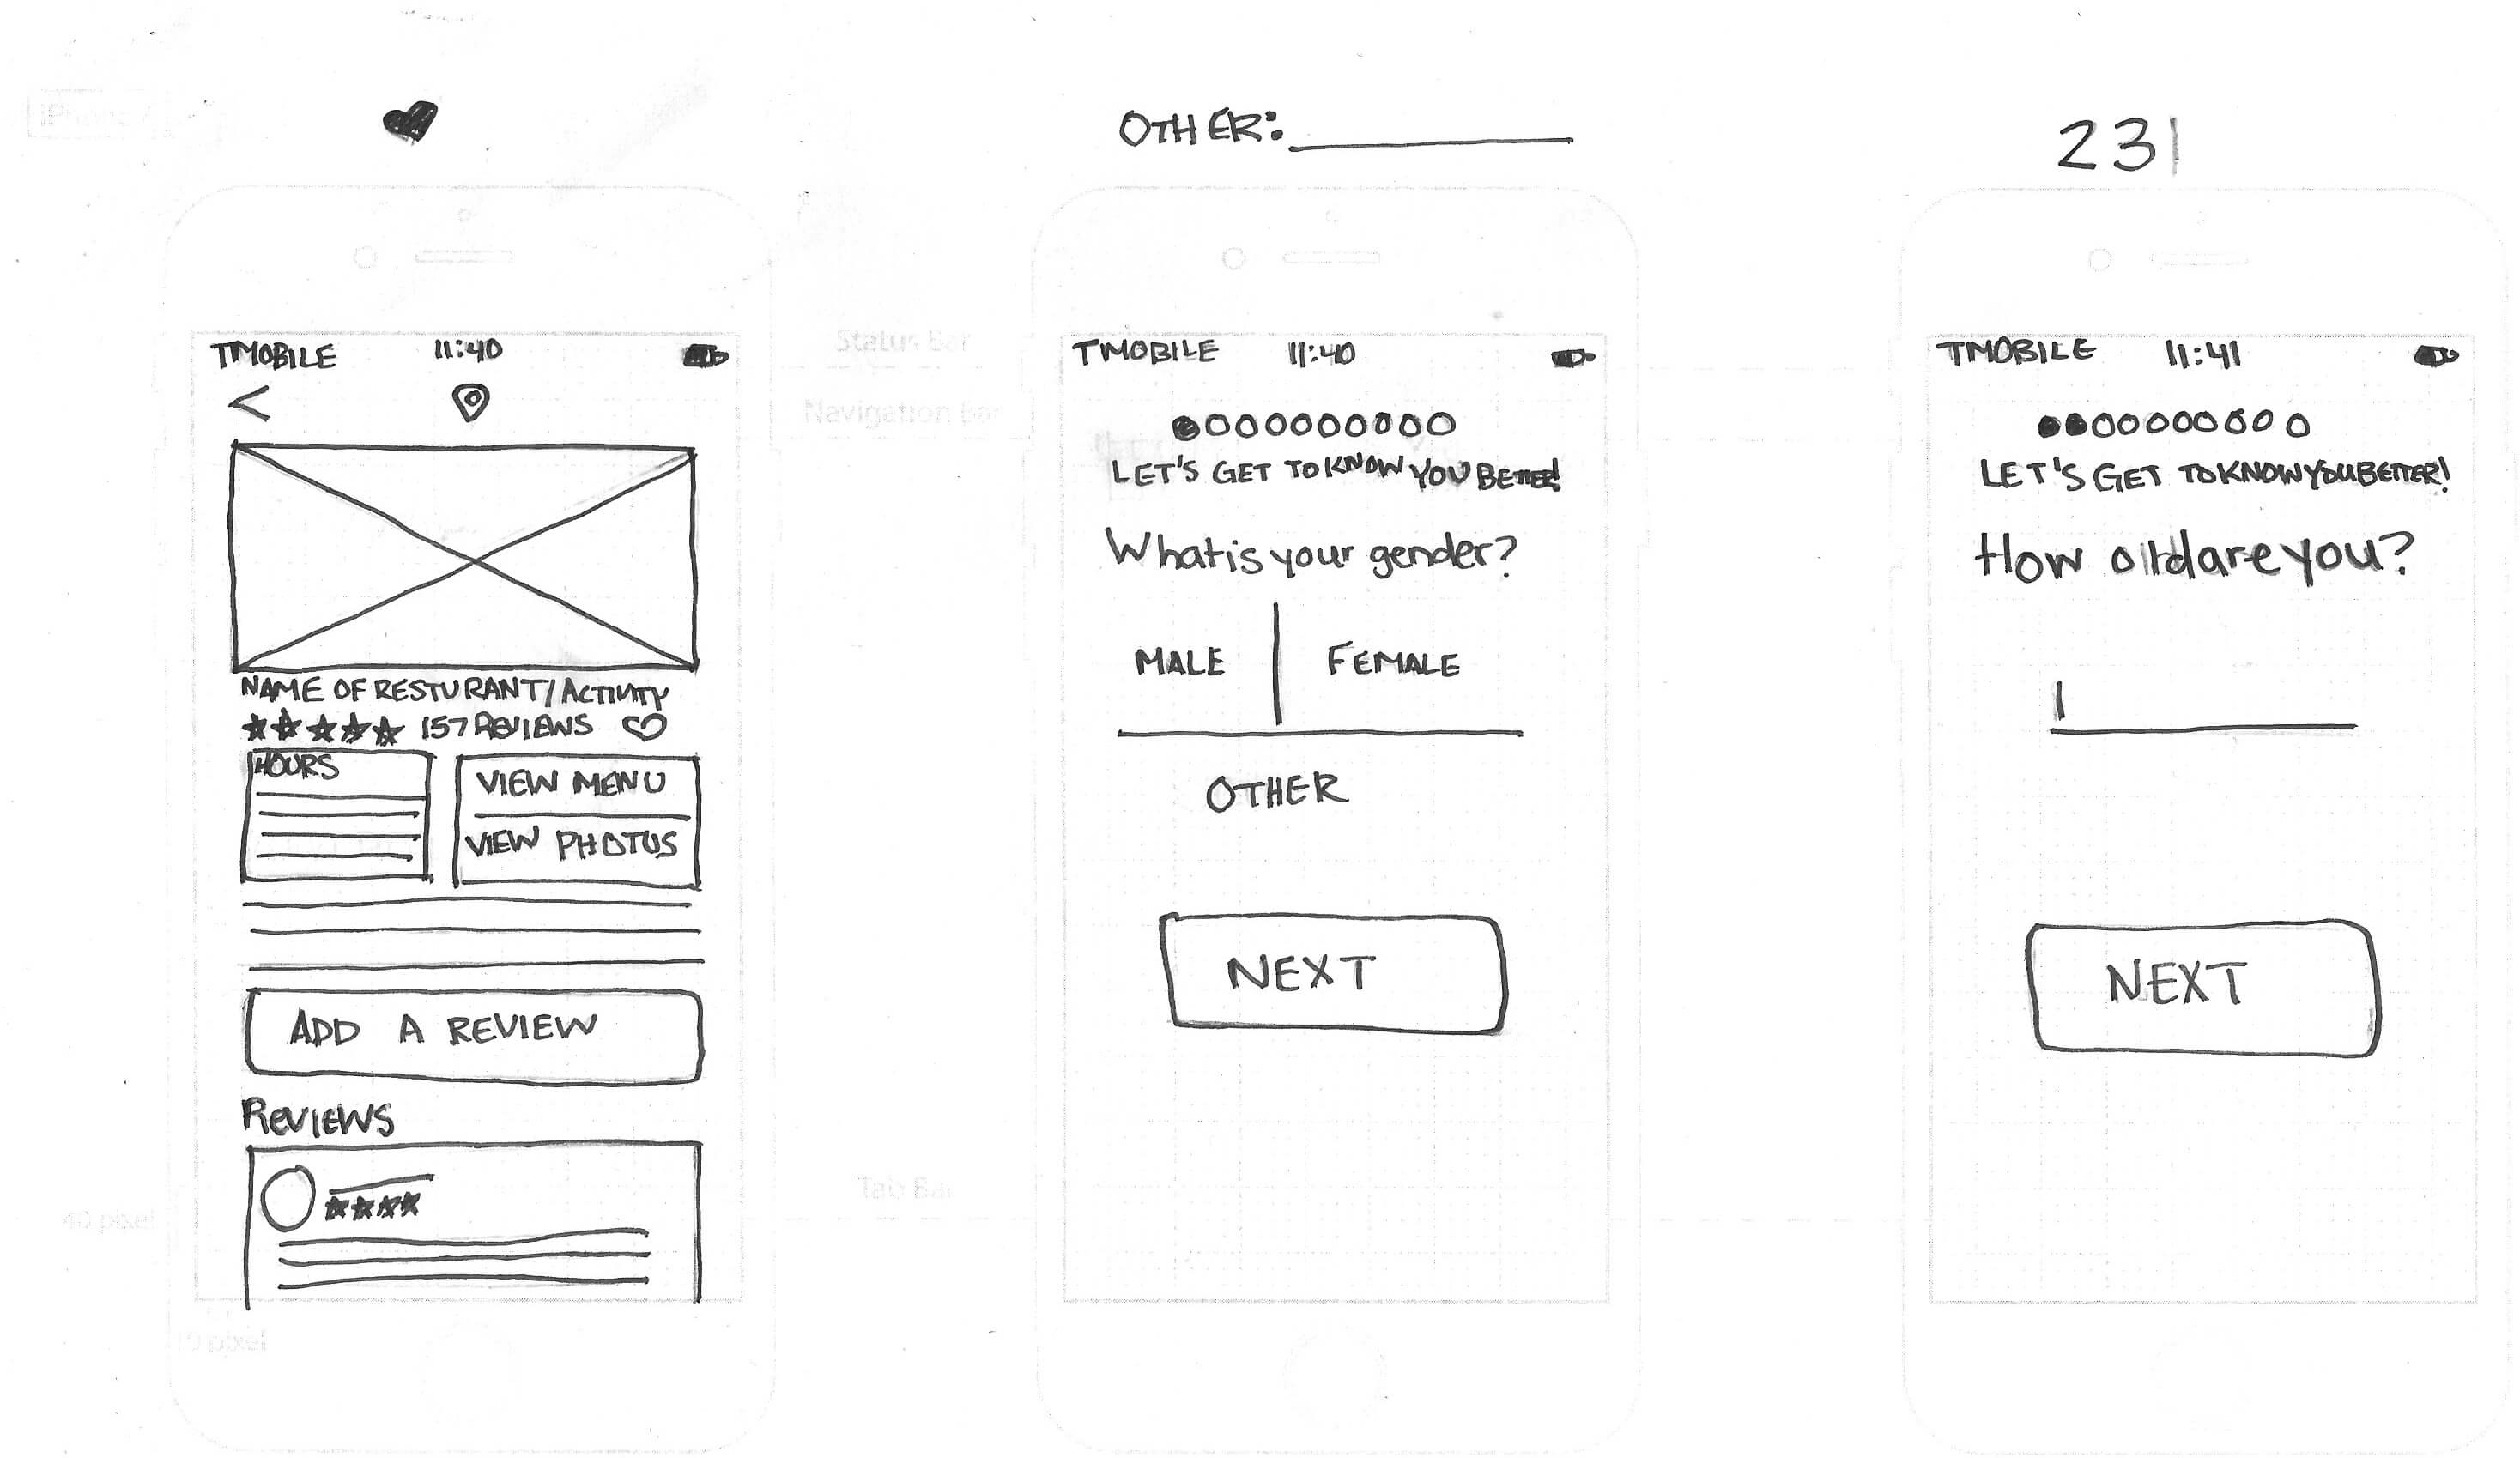 OTHER:
23|
iPhone
TMOBILE 11:40
<
NAME OF RESTURANT/ACTIVITY
157 REVIEWS
HOURS
VIEW MENU
VIEW PHOTOS
ADD A REVIEW
REVIEWS
Status Bar
Navigation Bar
Tab Bar
40 pixel
pixel
TMOBILE 11:40
LET'S GET TO KNOW YOU BETTER!
What is your gender?
MALE FEMALE
OTHER
NEXT
TMOBILE 11:41
LET'S GET TO KNOW YOU BETTER!
How old are you?
NEXT